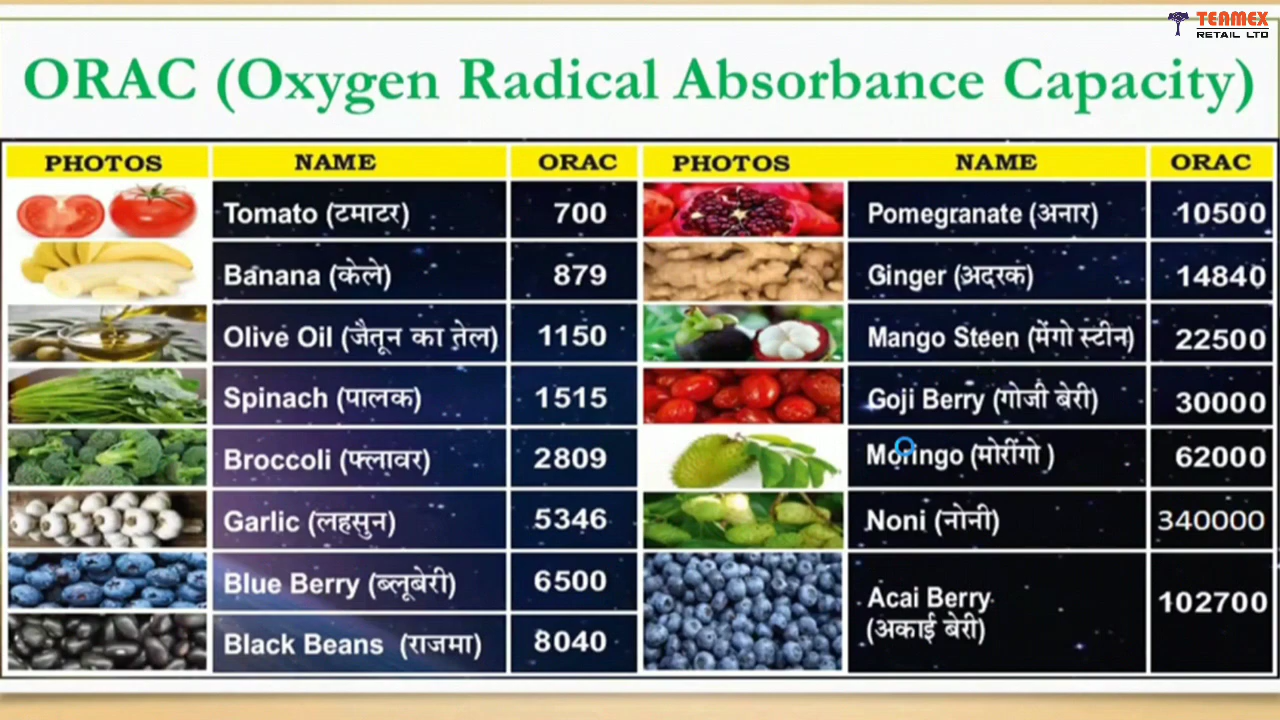 TEAMEX
RETAIL LTD
ORAC (Oxygen Radical Absorbance Capacity)
PHOTOS NAME ORAC PHOTOS NAME ORAC
Tomato (टमाटर) 700 Pomegranate (अनार) 10500
Banana (केले) 879 Ginger (अदरक) 14840
Olive Oil (जैतून का तेल) 1150 Mango Steen (मेंगो स्टीन) 22500
Spinach (पालक) 1515 Goji Berry (गोजी बेरी) 30000
Broccoli (फ्लावर) 2809 Moringo (मोरींगो ) 62000
Garlic (लहसुन) 5346 Noni (नोनी) 340000
Blue Berry (ब्लूबेरी) 6500 Acai Berry (अकाई बेरी) 102700
Black Beans (राजमा) 8040